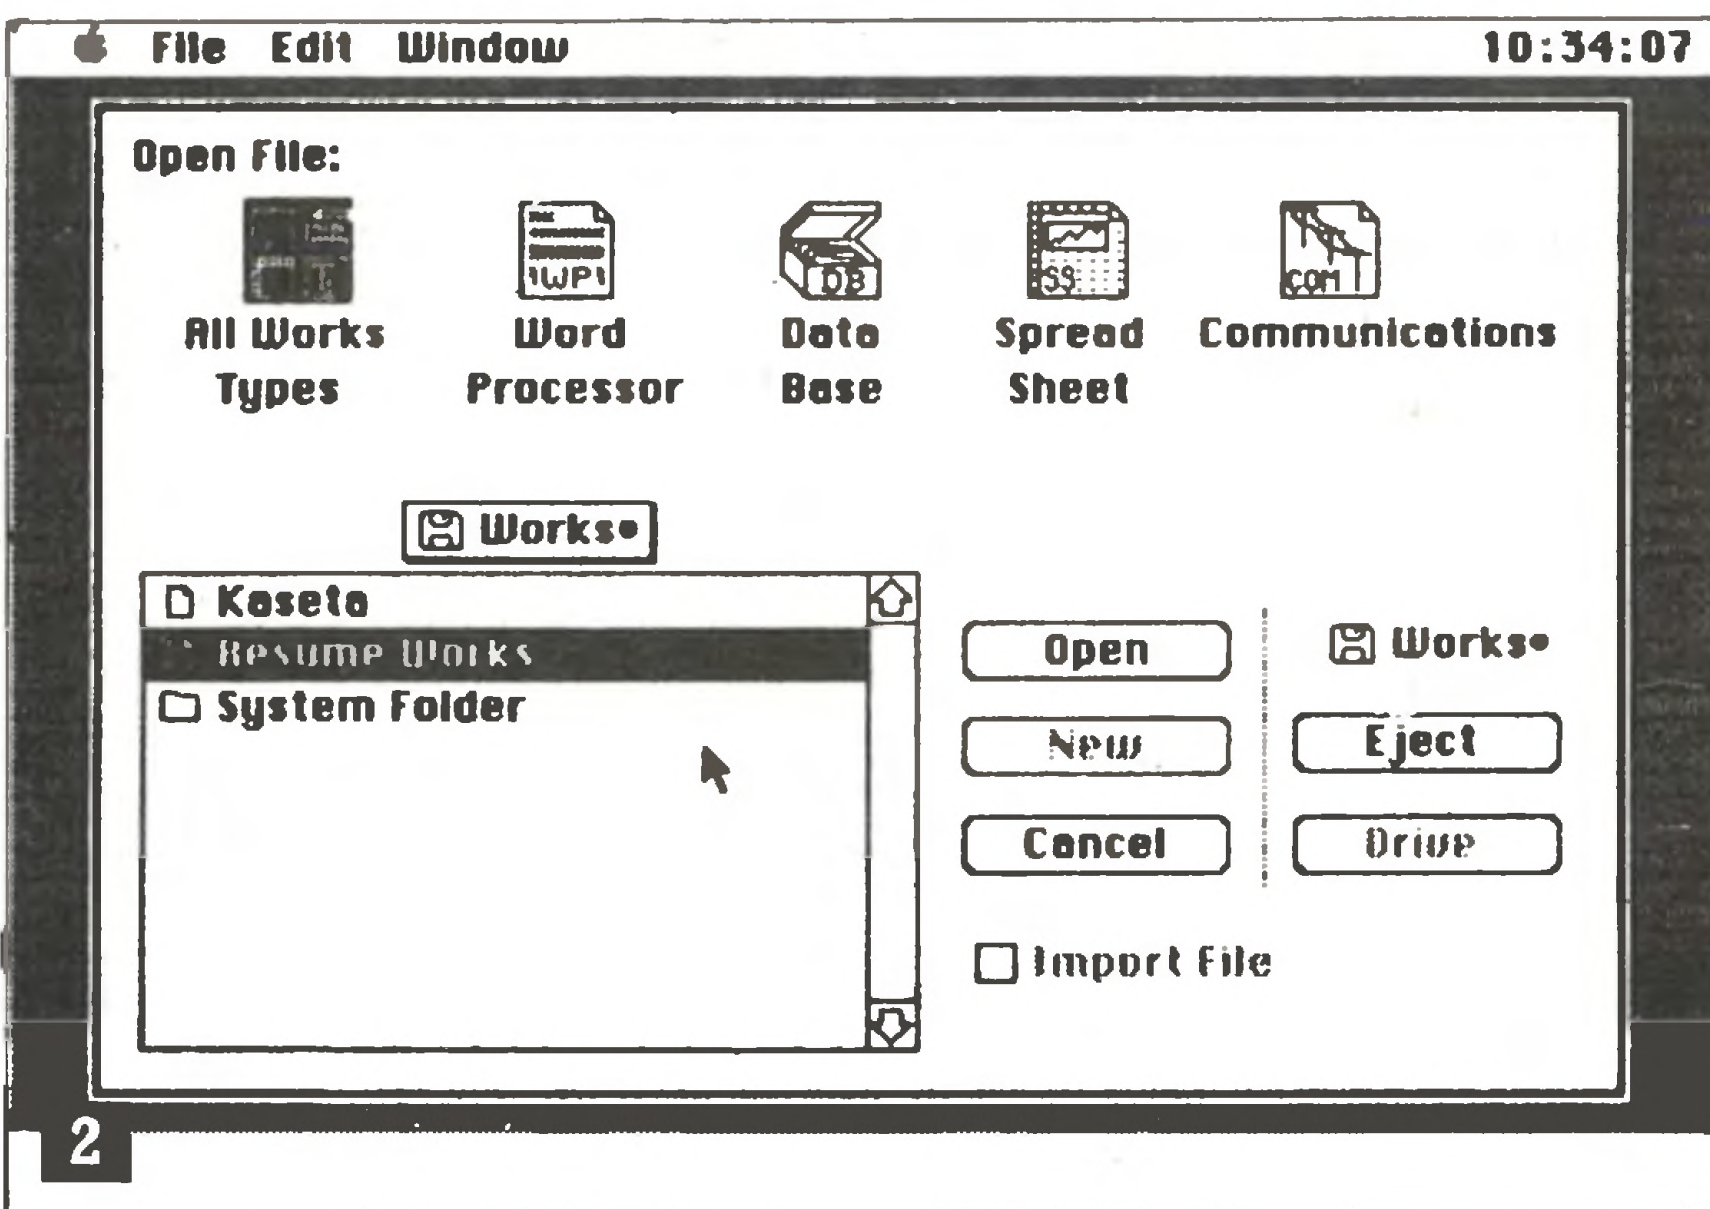 File Edit Window 10:34:07
Open File:
WP
DB
SS
COM
All Works Types
Word Processor
Data Base
Spread Sheet
Communications
Works•
Kaseta
Resume Works
System Folder
Open
New
Cancel
Works•
Eject
Drive
Import File
2